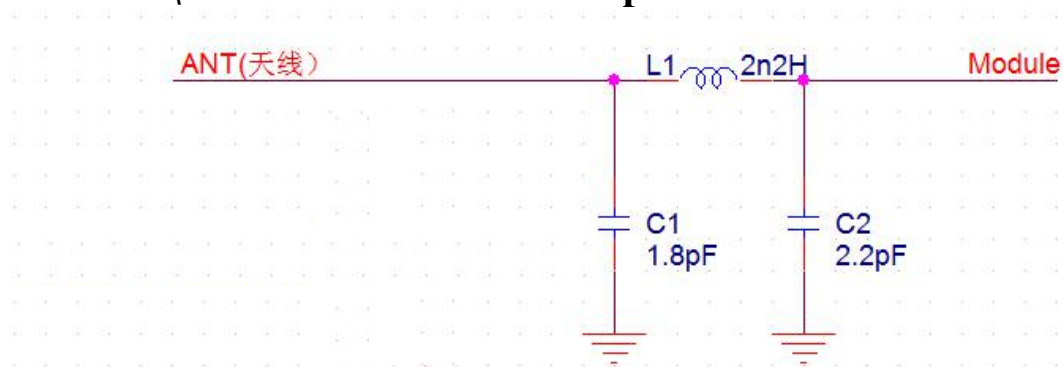 ANT(天线）
L1
2n2H
Module
C1
1.8pF
C2
2.2pF